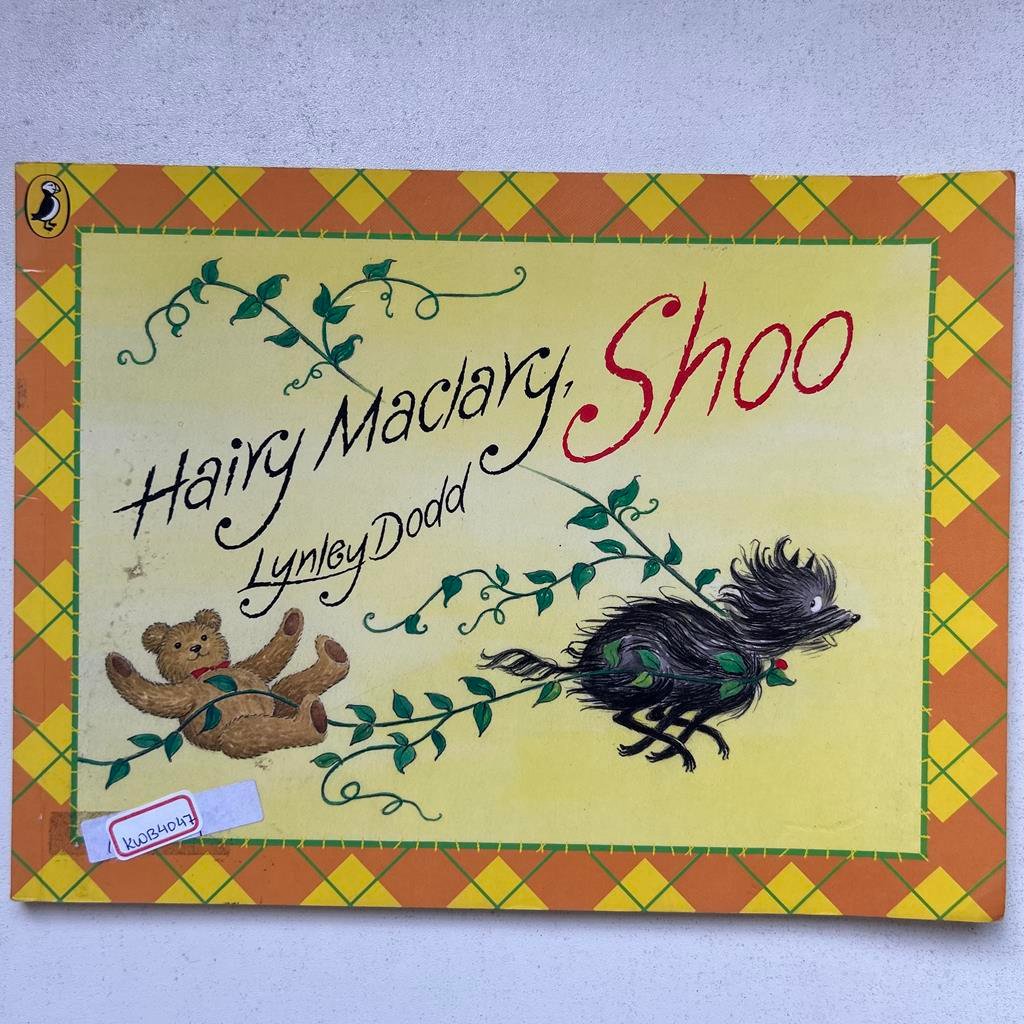 Hairy Maclary, Shoo
Lynley Dodd
KWB4047